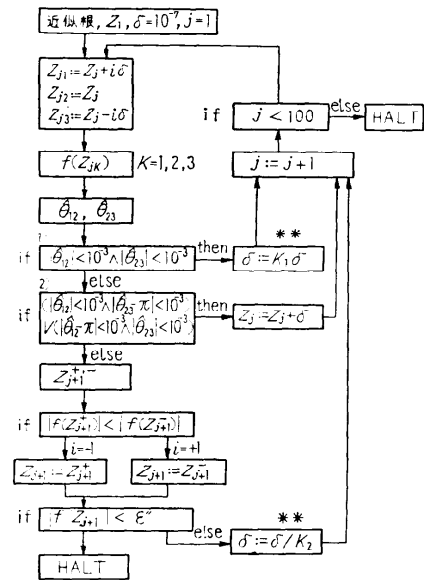 近似根, Z₁, δ=10⁻⁷, j=1
Z_{j1}:=Z_j+iδ
Z_{j2}:=Z_j
Z_{j3}:=Z_j-iδ
f(Z_{jK}) K=1,2,3
θ̂₁₂, θ̂₂₃
1)
if |θ̂₁₂|<10⁻³∧|θ̂₂₃|<10⁻³ then
else
2)
if (|θ̂₁₂|<10⁻³∧|θ̂₂₃-π|<10⁻³) then
∨(|θ̂₁₂-π|<10⁻³∧|θ̂₂₃|<10⁻³)
else
Z_{j+1}^{+,-}
if |f(Z⁺_{j+1})|<|f(Z⁻_{j+1})|
i=-1 i=+1
Z_{j+1}:=Z⁺_{j+1} Z_{j+1}:=Z⁻_{j+1}
if |f Z_{j+1}|< ε″
else
HALT
if j<100 else HALT
j:=j+1
**
δ:=K₁δ
Z_j:=Z_j+δ
**
δ:=δ/K₂